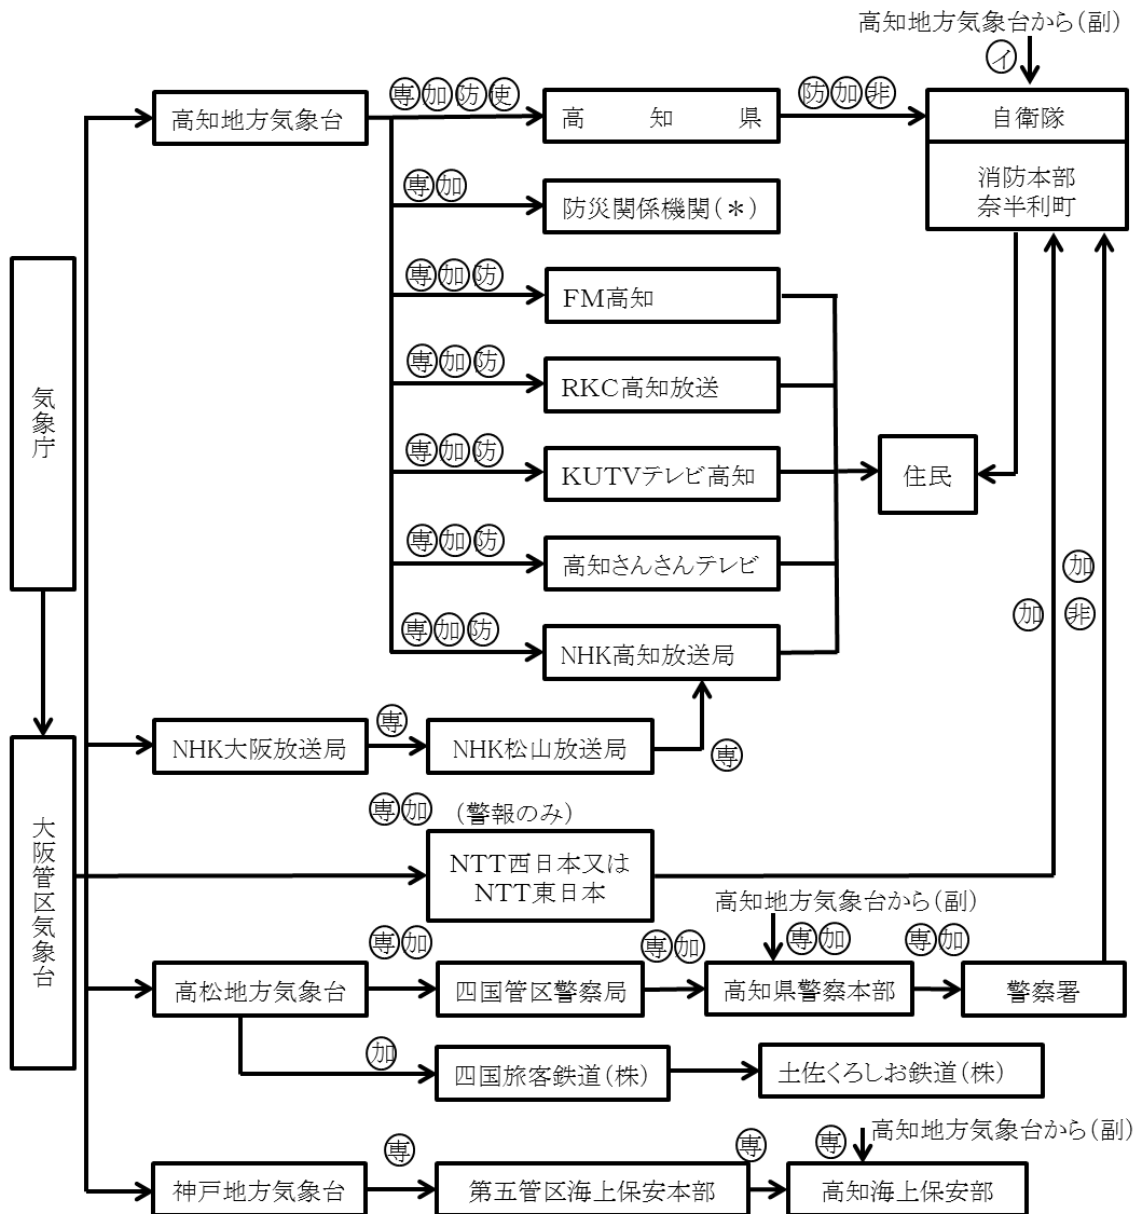 高知地方気象台から（副）
イ
高知地方気象台
専加防使
高知県
防加非
自衛隊
消防本部
奈半利町
専加
防災関係機関（＊）
専加防
FM高知
専加防
RKC高知放送
気象庁
専加防
KUTVテレビ高知
住民
専加防
高知さんさんテレビ
加
非
加
専加防
NHK高知放送局
NHK大阪放送局
専
NHK松山放送局
専
大阪管区気象台
専加 （警報のみ）
NTT西日本又は
NTT東日本
高知地方気象台から（副）
専加
高松地方気象台
専加
四国管区警察局
専加
高知県警察本部
専加
警察署
加
四国旅客鉄道（株）
土佐くろしお鉄道（株）
高知地方気象台から（副）
専
神戸地方気象台
専
第五管区海上保安本部
専
高知海上保安部